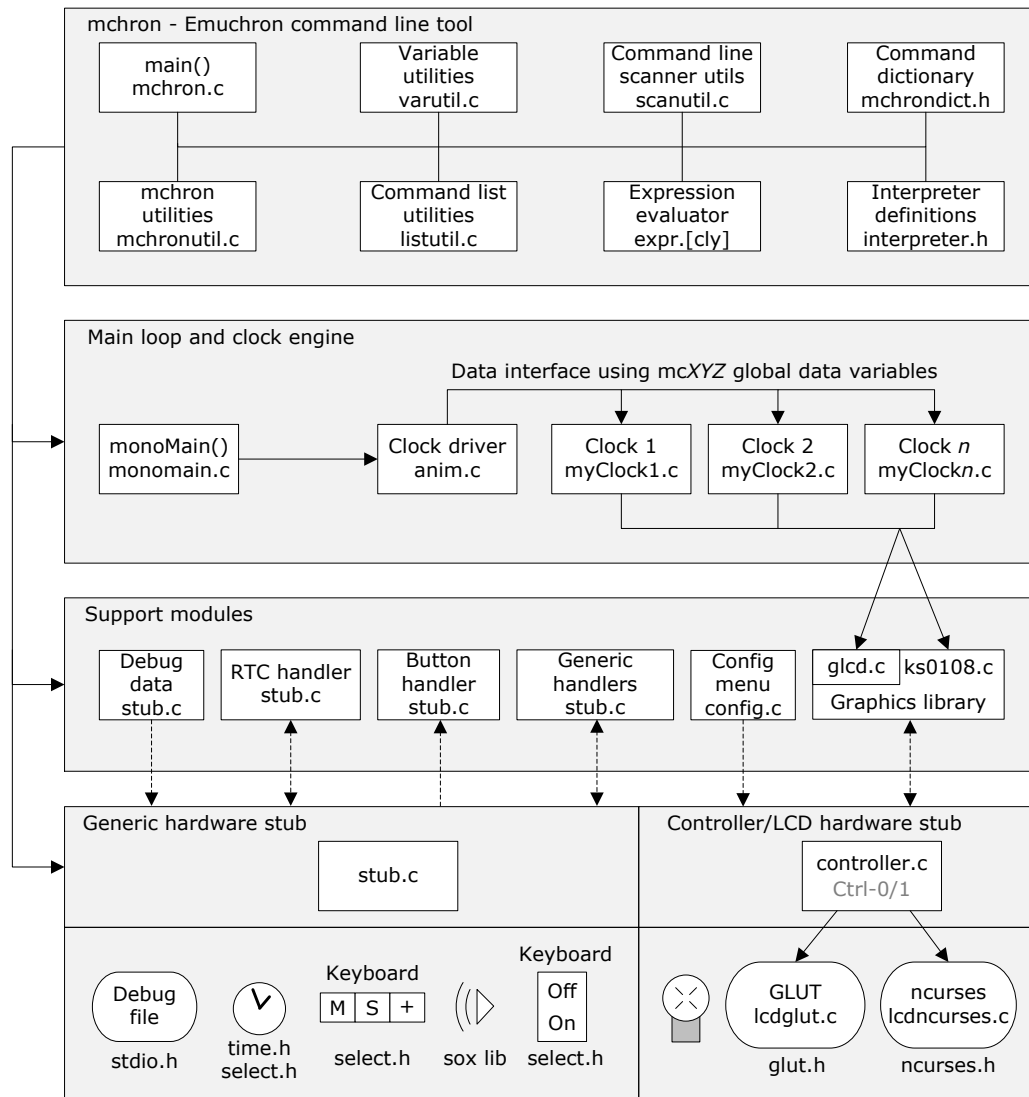 mchron - Emuchron command line tool
main()
mchron.c
Variable
utilities
varutil.c
Command line
scanner utils
scanutil.c
Command
dictionary
mchrondict.h
mchron
utilities
mchronutil.c
Command list
utilities
listutil.c
Expression
evaluator
expr.[cly]
Interpreter
definitions
interpreter.h
Main loop and clock engine
Data interface using mcXYZ global data variables
monoMain()
monomain.c
Clock driver
anim.c
Clock 1
myClock1.c
Clock 2
myClock2.c
Clock n
myClockn.c
Support modules
Debug
data
stub.c
RTC handler
stub.c
Button
handler
stub.c
Generic
handlers
stub.c
Config
menu
config.c
glcd.c
ks0108.c
Graphics library
Generic hardware stub
stub.c
Controller/LCD hardware stub
controller.c
Ctrl-0/1
Debug
file
stdio.h
time.h
select.h
Keyboard
M S +
select.h
sox lib
Keyboard
Off
On
select.h
GLUT
lcdglut.c
glut.h
ncurses
lcdncurses.c
ncurses.h